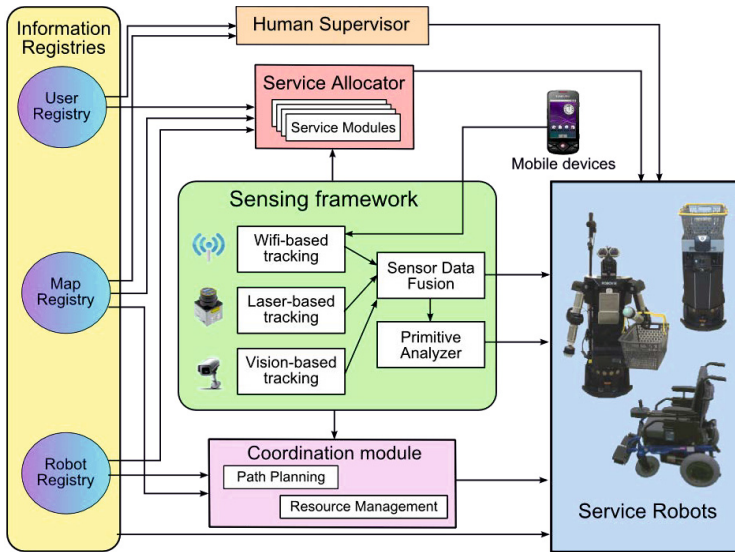 Information
Registries
User
Registry
Map
Registry
Robot
Registry
Human Supervisor
Service Allocator
Service Modules
Mobile devices
Sensing framework
Wifi-based
tracking
Laser-based
tracking
Vision-based
tracking
Sensor Data
Fusion
Primitive
Analyzer
Coordination module
Path Planning
Resource Management
Service Robots